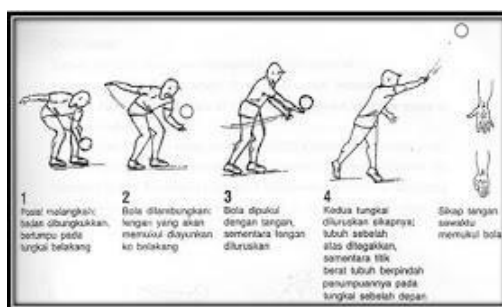 1
Posisi melangkah:
badan dibungkukkan,
bertumpu pada
tungkai belakang
2
Bola dilambungkan:
lengan yang akan
memukul diayunkan
ke belakang
3
Bola dipukul
dengan tangan,
sementara lengan
diluruskan
4
Kedua tungkai
diluruskan sikapnya;
tubuh sebelah
atas ditegakkan,
sementara titik
berat tubuh berpindah
penumpuannya pada
tungkai sebelah depan
Sikap tangan
sewaktu
memukul bola